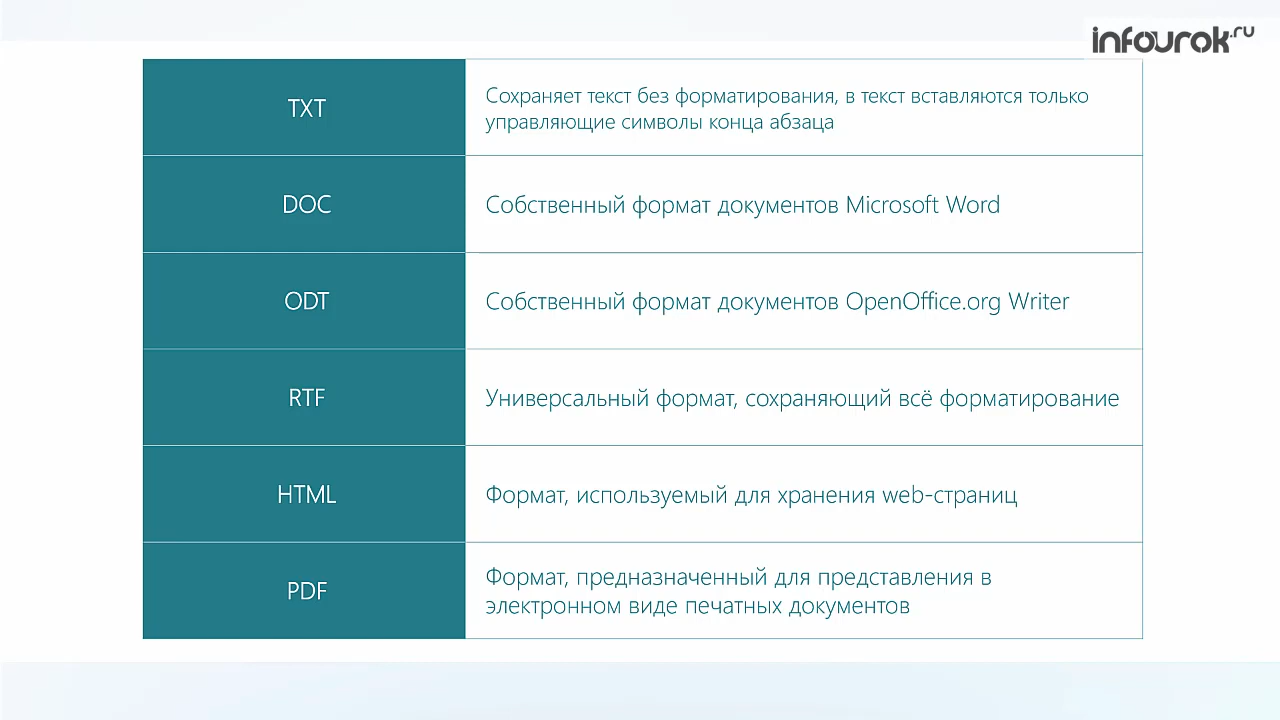 infourok.ru
TXT
Сохраняет текст без форматирования, в текст вставляются только
управляющие символы конца абзаца
DOC
Собственный формат документов Microsoft Word
ODT
Собственный формат документов OpenOffice.org Writer
RTF
Универсальный формат, сохраняющий всё форматирование
HTML
Формат, используемый для хранения web-страниц
PDF
Формат, предназначенный для представления в
электронном виде печатных документов